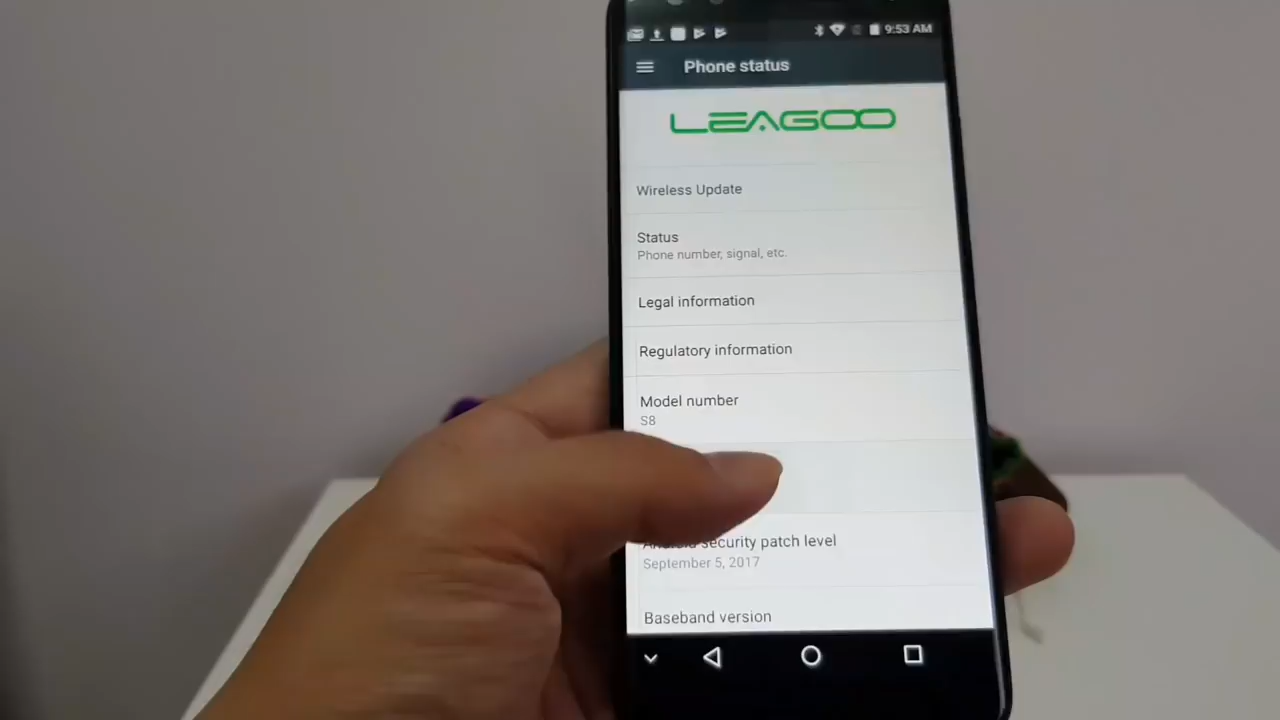 9:53 AM
Phone status
LEAGOO
Wireless Update
Status
Phone number, signal, etc.
Legal information
Regulatory information
Model number
S8
Android security patch level
September 5, 2017
Baseband version